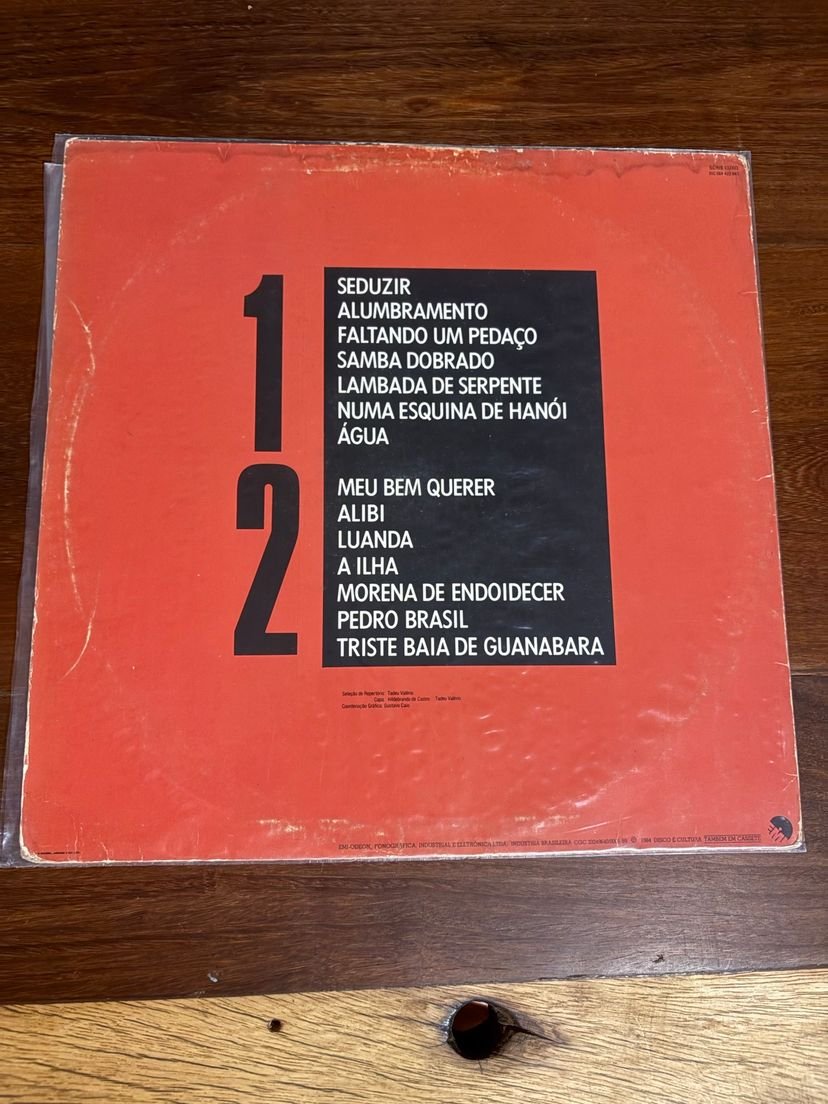 1
SEDUZIR
ALUMBRAMENTO
FALTANDO UM PEDAÇO
SAMBA DOBRADO
LAMBADA DE SERPENTE
NUMA ESQUINA DE HANÓI
ÁGUA
2
MEU BEM QUERER
ALIBI
LUANDA
A ILHA
MORENA DE ENDOIDECER
PEDRO BRASIL
TRISTE BAIA DE GUANABARA
Seleção de Repertório: Tadeu Valério
Capa: Hildebrando de Castro Tadeu Valério
Coordenação Gráfica: Gustavo Caio
EMI-ODEON, FONOGRÁFICA, INDUSTRIAL E ELETRÔNICA LTDA. INDÚSTRIA BRASILEIRA CGC ℗ 1984 DISCO É CULTURA TAMBÉM EM CASSETE